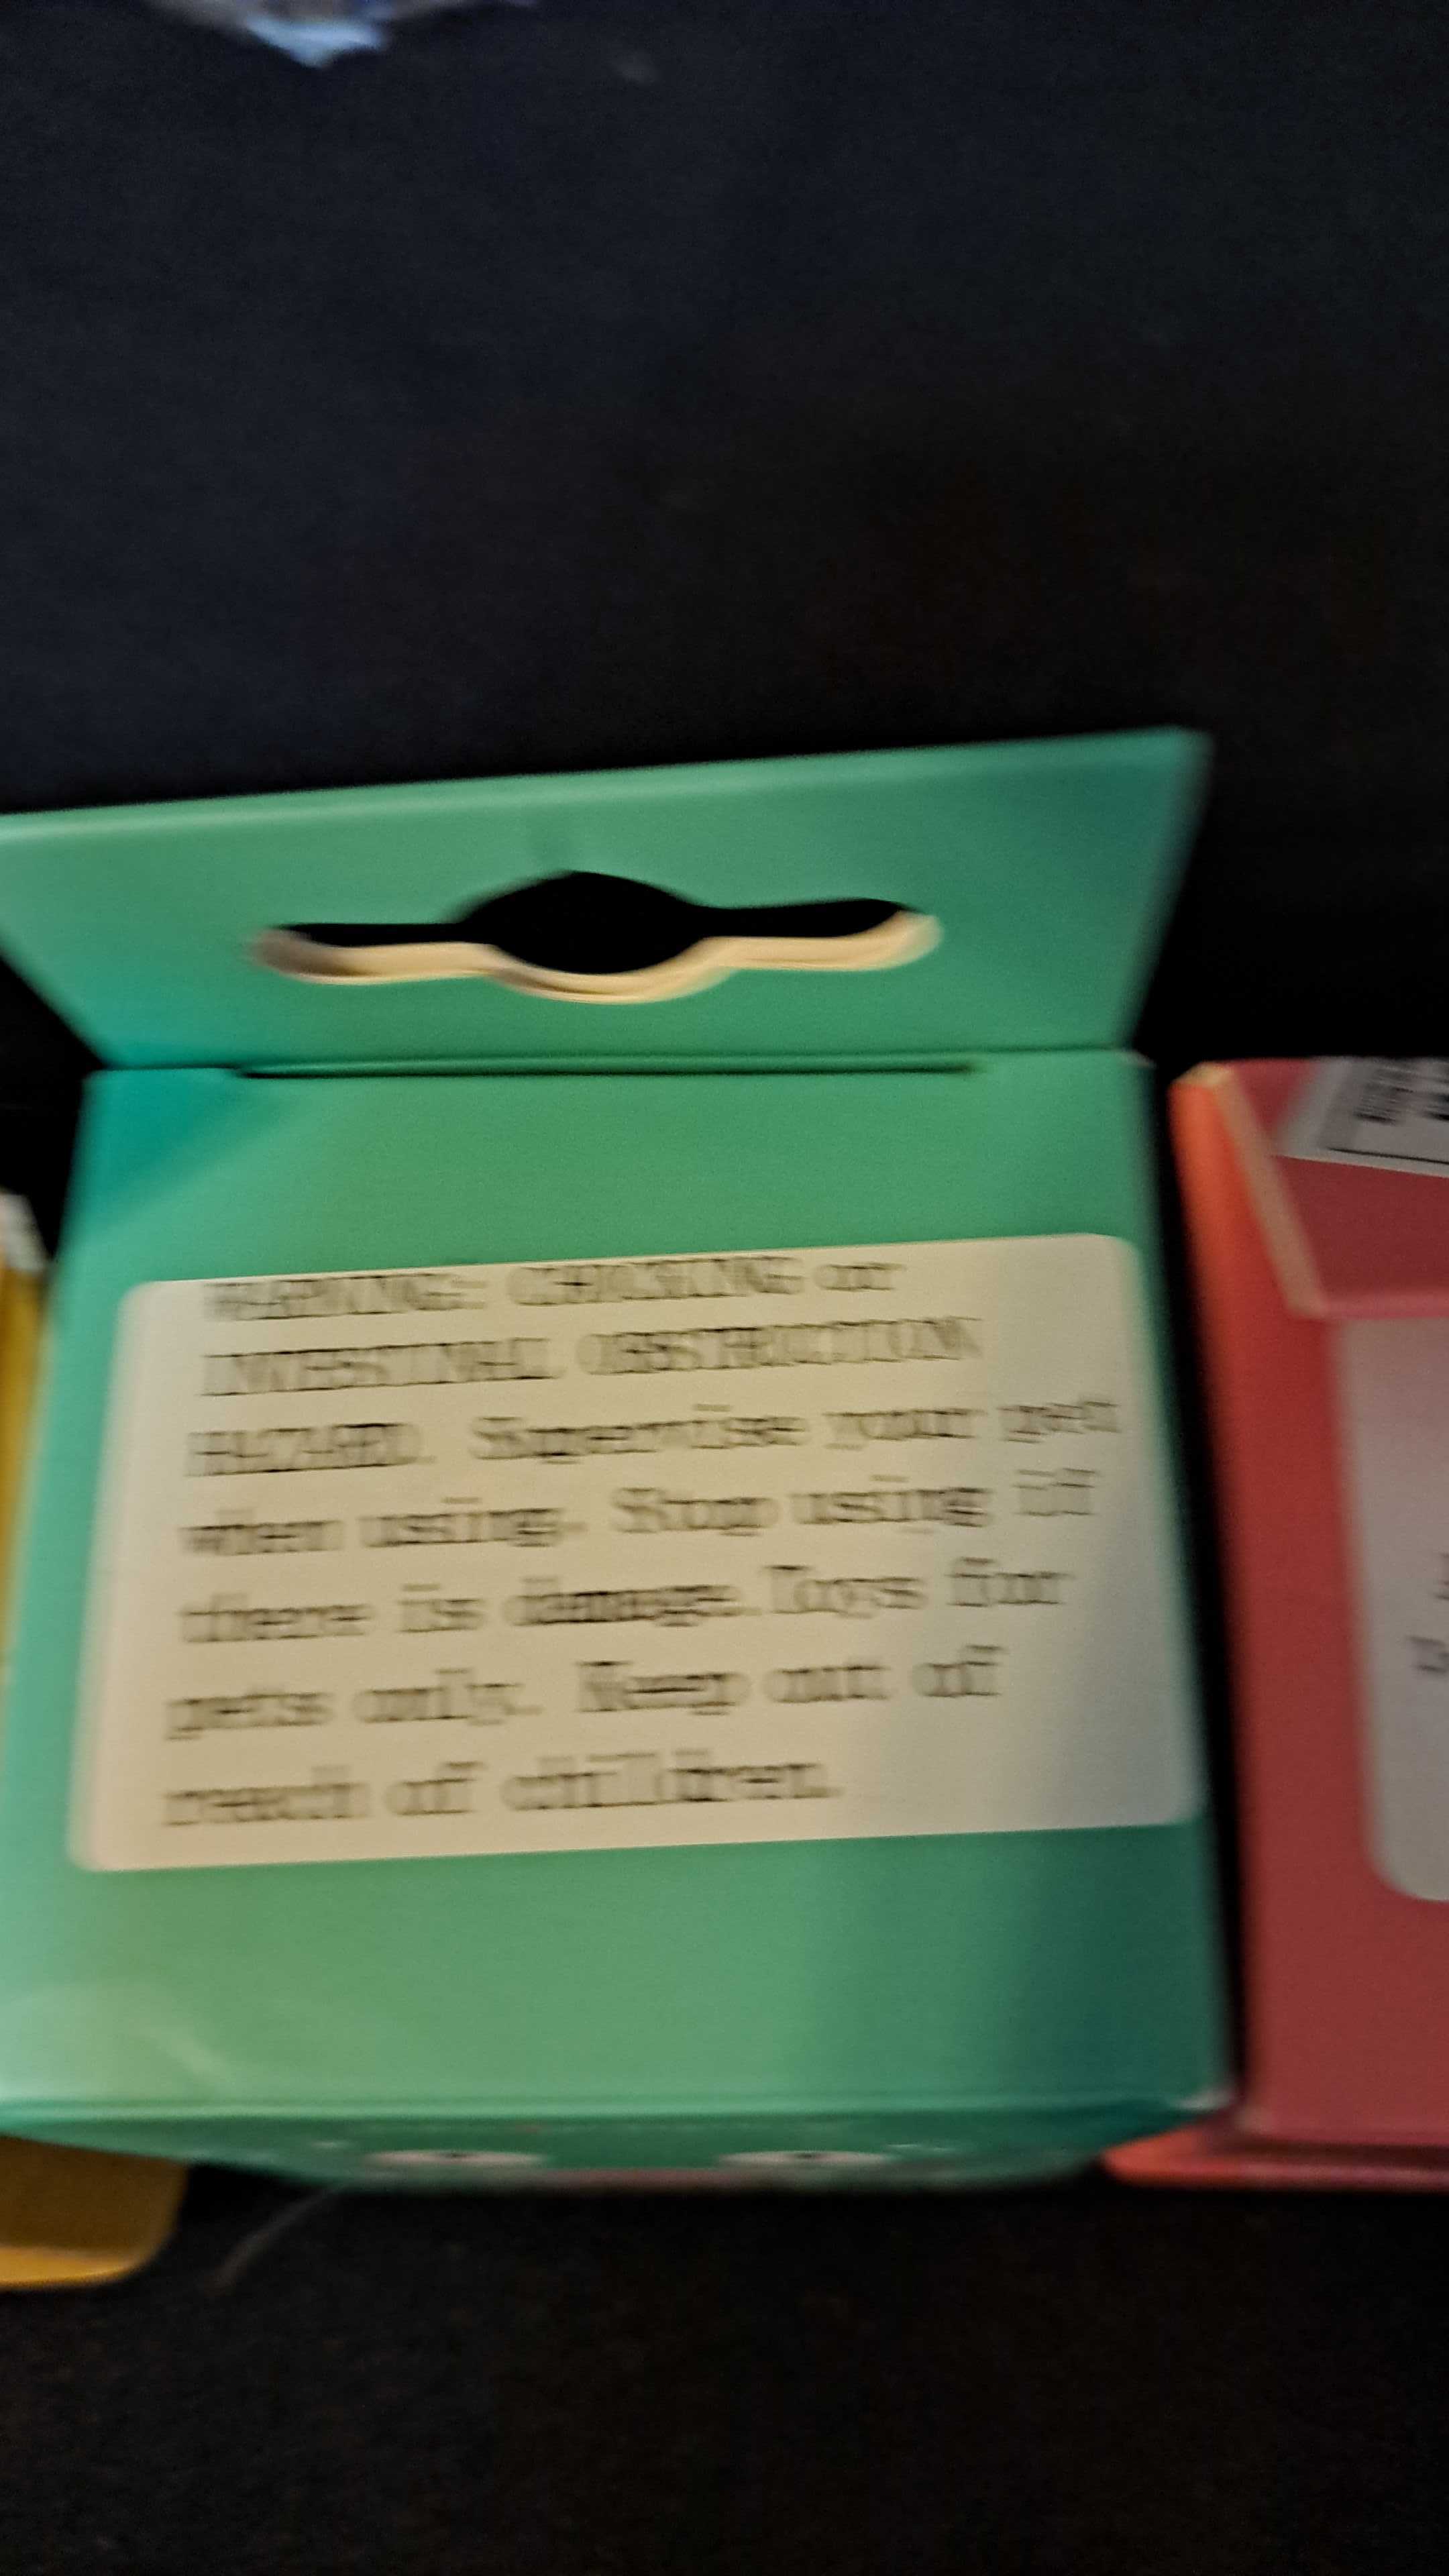 WARNING: CHOKING or
INTESTINAL OBSTRUCTION
HAZARD. Supervise your pet
when using. Stop using if
there is damage.Toys for
pets only. Keep out of
reach of children.